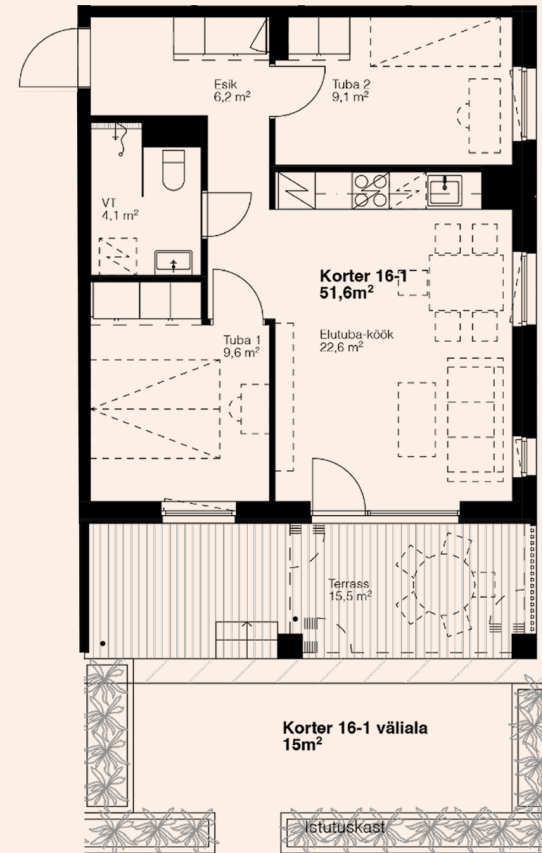 Esik
6,2 m²
Tuba 2
9,1 m²
VT
4,1 m²
Korter 16-1
51,6m²
Elutuba-köök
22,6 m²
Tuba 1
9,6 m²
Terrass
15,5 m²
Korter 16-1 väliala
15m²
Istutuskast